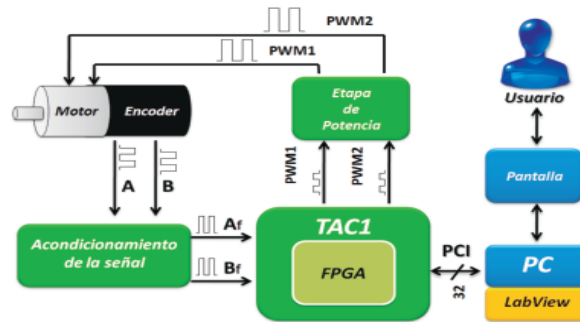 PWM2
PWM1
Usuario
Motor
Encoder
Etapa
de
Potencia
A
B
PWM1
PWM2
Pantalla
Acondicionamiento
de la señal
Af
Bf
TAC1
FPGA
PCI
32
PC
LabView